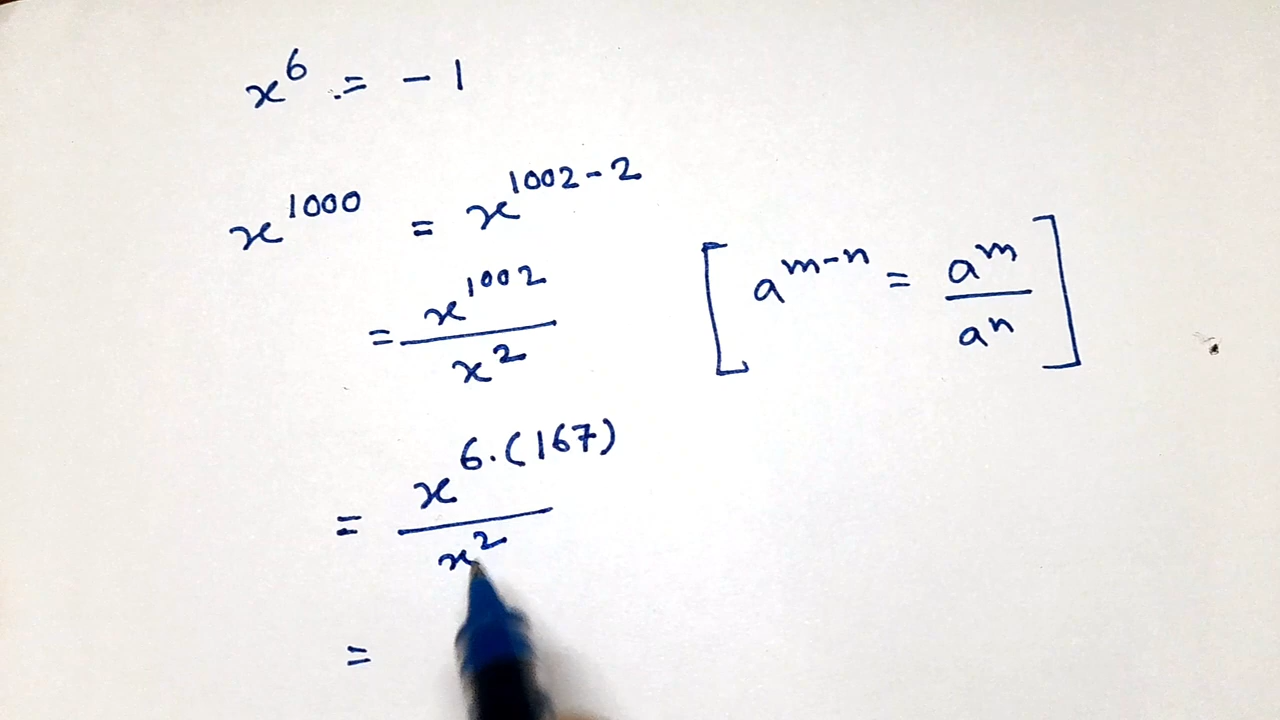 x^6 = -1
x^1000 = x^1002-2
= x^1002 / x^2 [a^m-n = a^m / a^n]
= x^6.(167) / x^2
=